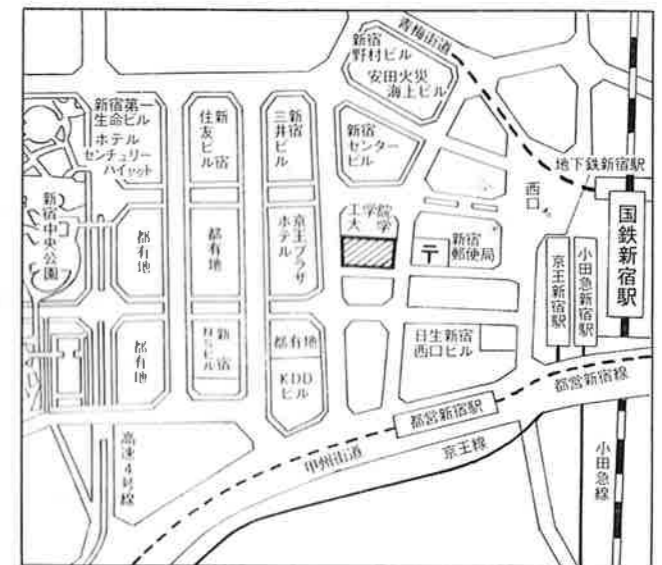 青梅街道
新宿
野村ビル
安田火災
海上ビル
新宿第一
生命ビル
ホテル
センチュリー
ハイヤット
住友ビル
新宿
三井ビル
新宿
新宿
センター
ビル
地下鉄新宿駅
西口
新宿中央公園
都有地
都有地
ホテル
京王プラザ
工学院
大学
〒
新宿
郵便局
国鉄新宿駅
小田急新宿駅
京王新宿駅
都有地
NSビル
新宿
都有地
KDD
ビル
日生新宿
西口ビル
都営新宿線
都営新宿駅
甲州街道
京王線
小田急線
高速4号線